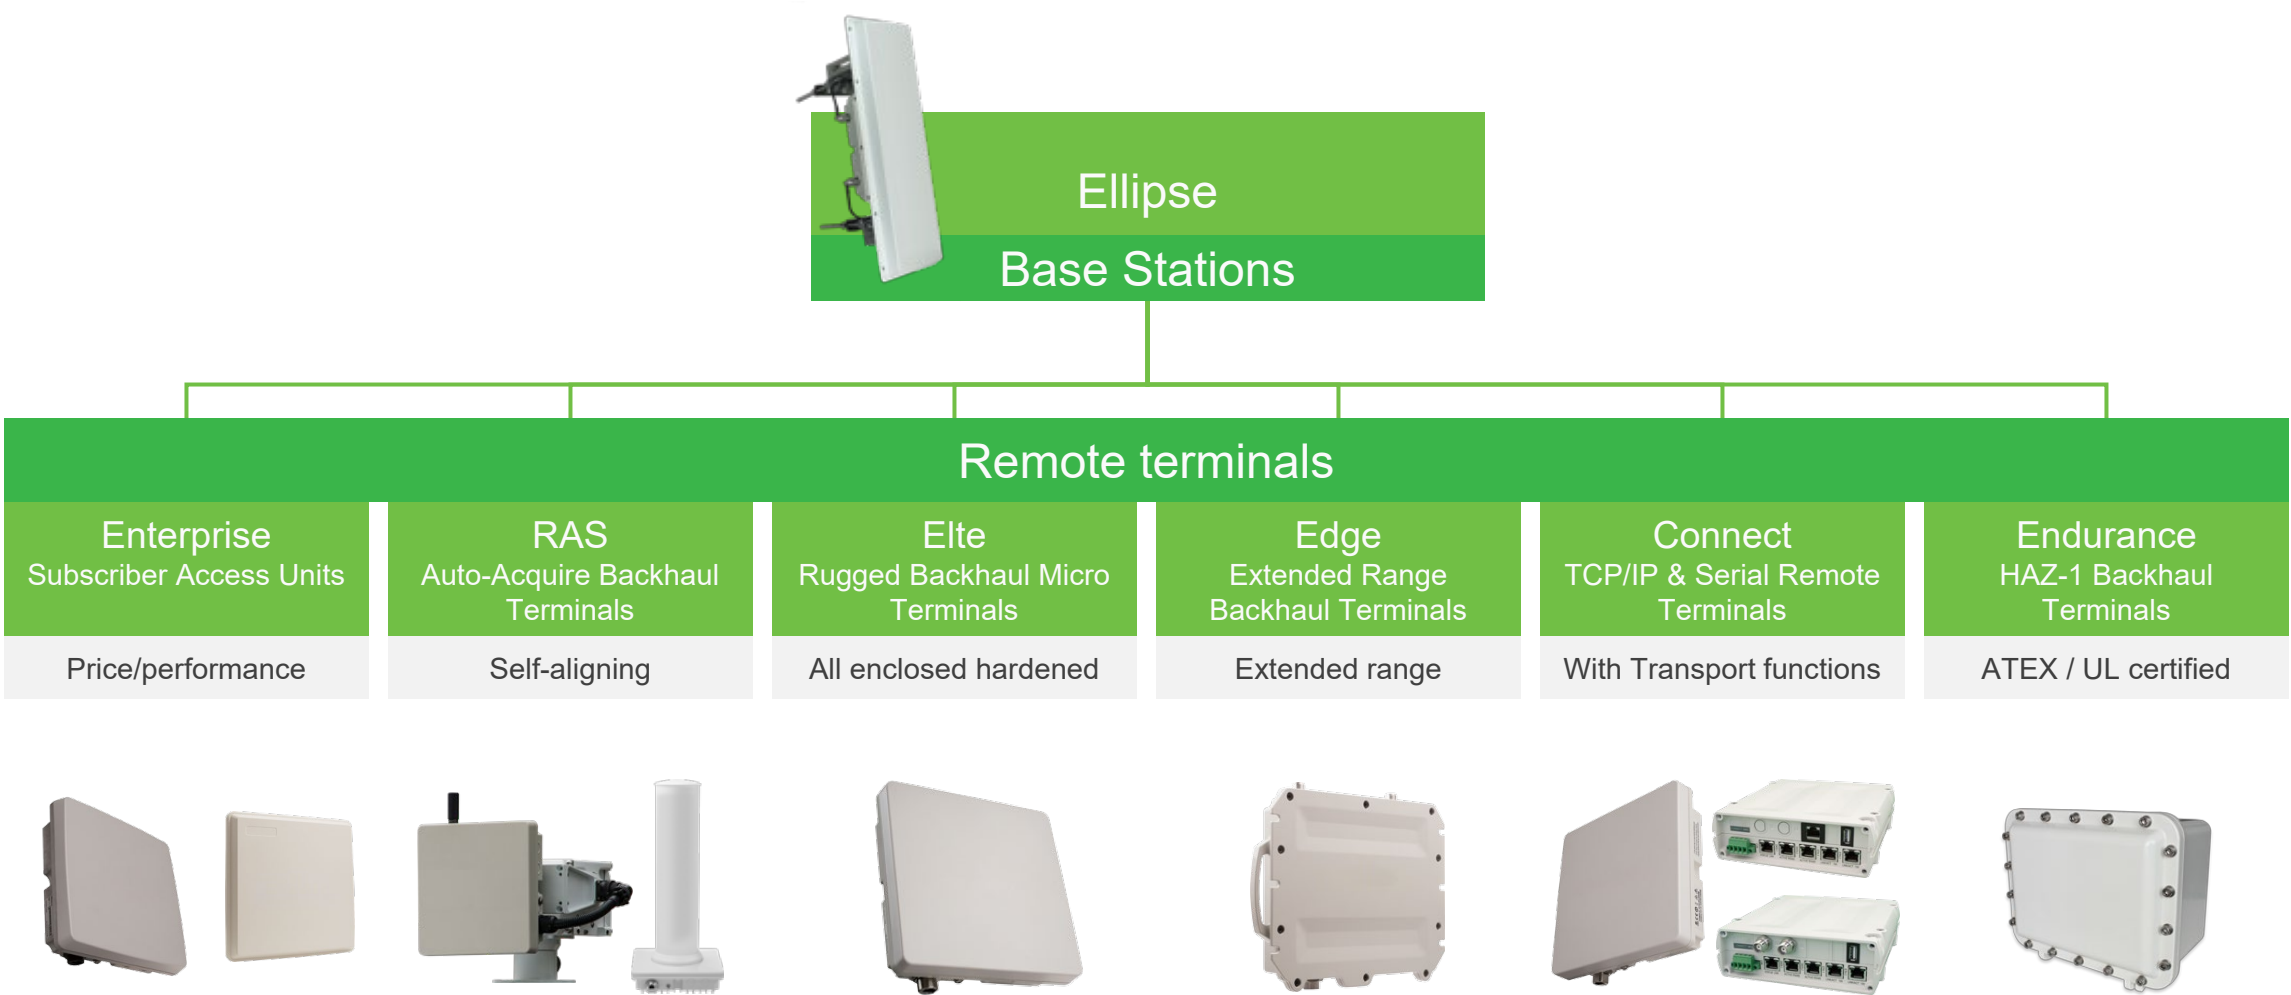 Ellipse
Base Stations
Remote terminals
Enterprise
Subscriber Access Units
Price/performance
RAS
Auto-Acquire Backhaul
Terminals
Self-aligning
Elte
Rugged Backhaul Micro
Terminals
All enclosed hardened
Edge
Extended Range
Backhaul Terminals
Extended range
Connect
TCP/IP & Serial Remote
Terminals
With Transport functions
Endurance
HAZ-1 Backhaul
Terminals
ATEX / UL certified